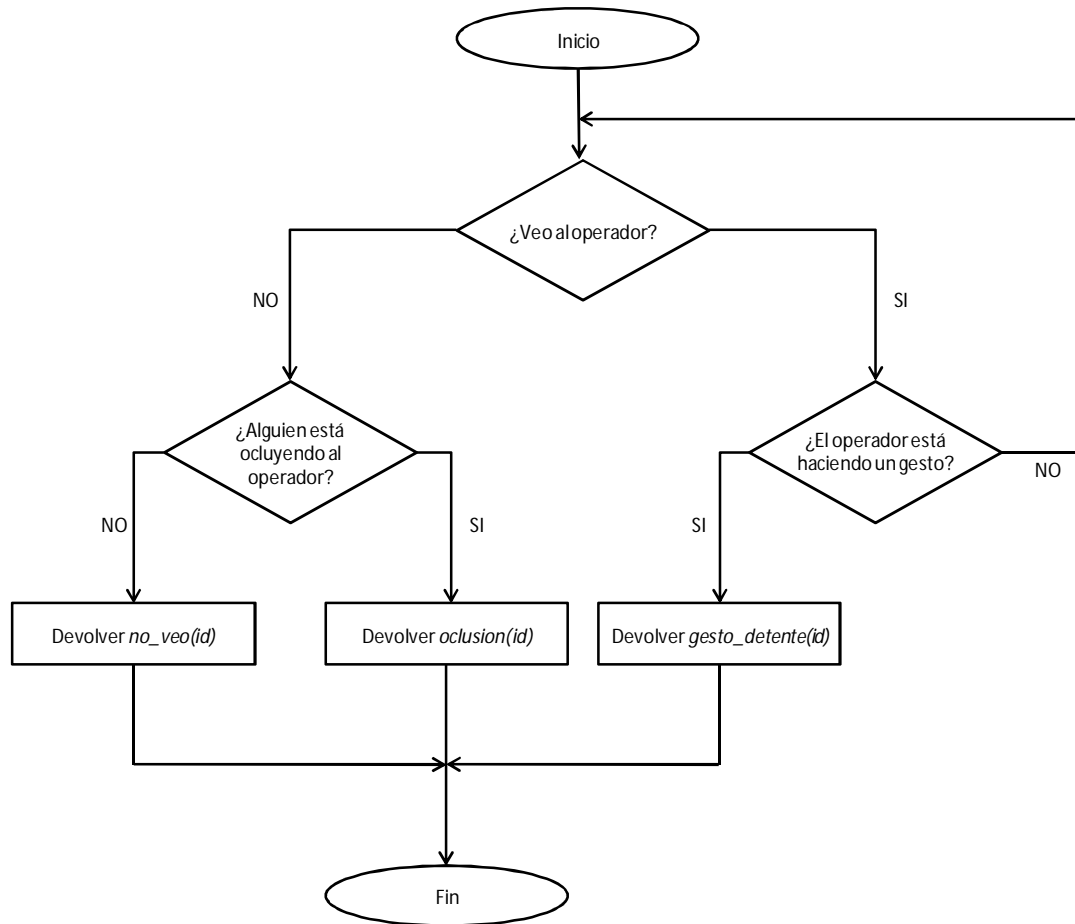 Inicio
¿Veo al operador?
NO
SI
¿Alguien está
ocluyendo al
operador?
¿El operador está
haciendo un gesto?
NO
NO
SI
SI
Devolver no_veo(id)
Devolver oclusion(id)
Devolver gesto_detente(id)
Fin